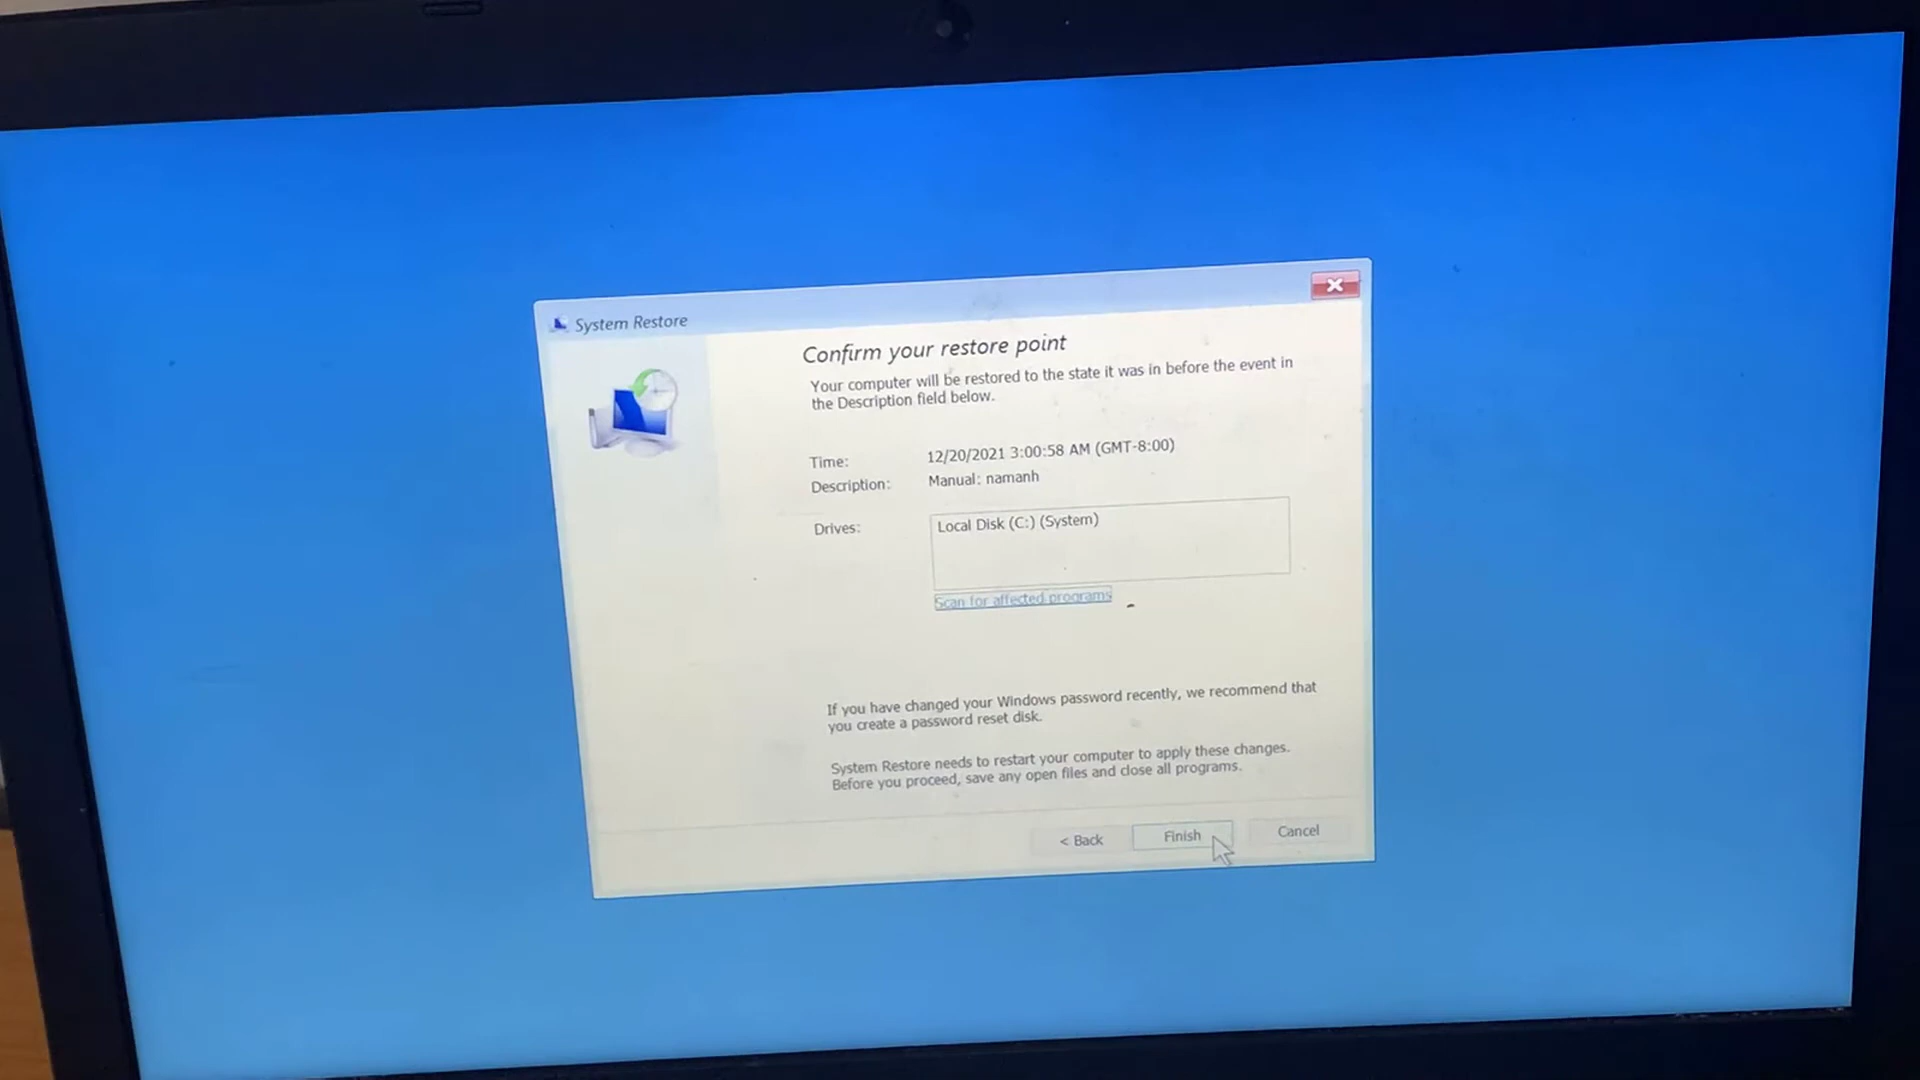 System Restore
Confirm your restore point
Your computer will be restored to the state it was in before the event in
the Description field below.
Time: 12/20/2021 3:00:58 AM (GMT-8:00)
Description: Manual: namanh
Drives: Local Disk (C:) (System)
Scan for affected programs
If you have changed your Windows password recently, we recommend that
you create a password reset disk.
System Restore needs to restart your computer to apply these changes.
Before you proceed, save any open files and close all programs.
< Back Finish Cancel